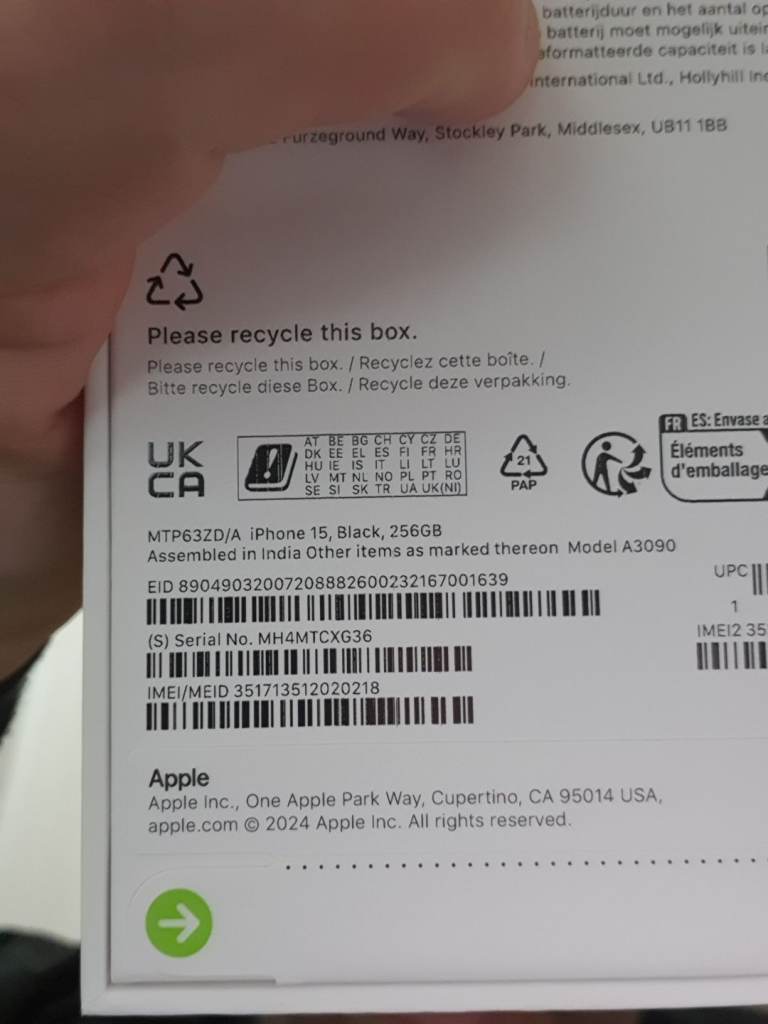 batterijduur en het aantal
batterij moet mogelijk
capaciteit is
International Ltd., Hollyhill
Way, Stockley Park, Middlesex, UB11 1BB
Please recycle this box.
Please recycle this box. / Recyclez cette boîte. /
Bitte recycle diese Box. / Recycle deze verpakking.
UK
CA
AT BE BG CH CY CZ DE
DK EE EL ES FI FR HR
HU IE IS IT LI LT LU
LV MT NL NO PL PT RO
SE SI SK TR UA UK(NI)
21
PAP
FR ES: Envase
Éléments
d'emballage
MTP63ZD/A iPhone 15, Black, 256GB
Assembled in India Other items as marked thereon Model A3090
EID 89049032007208882600232167001639
UPC
1
(S) Serial No. MH4MTCXG36
IMEI2 35
IMEI/MEID 351713512020218
Apple
Apple Inc., One Apple Park Way, Cupertino, CA 95014 USA,
apple.com © 2024 Apple Inc. All rights reserved.